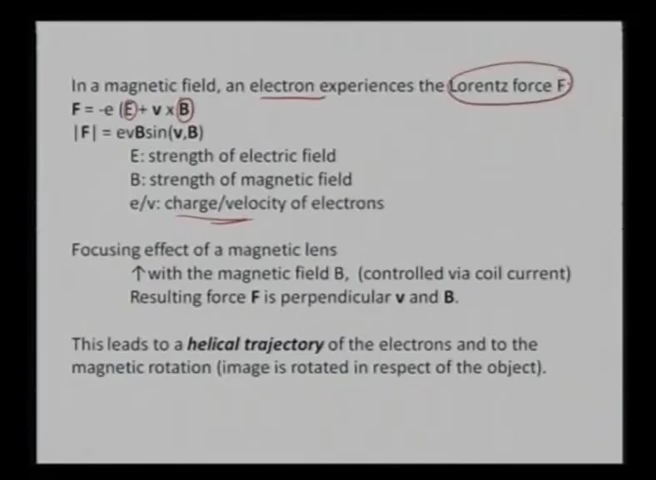 In a magnetic field, an electron experiences the Lorentz force F:
F = -e (E + v x B)
|F| = evBsin(v,B)
E: strength of electric field
B: strength of magnetic field
e/v: charge/velocity of electrons
Focusing effect of a magnetic lens
↑ with the magnetic field B, (controlled via coil current)
Resulting force F is perpendicular v and B.
This leads to a helical trajectory of the electrons and to the
magnetic rotation (image is rotated in respect of the object).